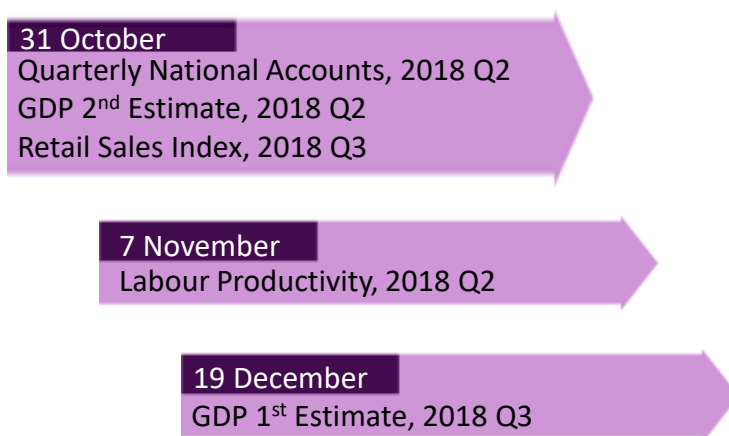 31 October
Quarterly National Accounts, 2018 Q2
GDP 2nd Estimate, 2018 Q2
Retail Sales Index, 2018 Q3
7 November
Labour Productivity, 2018 Q2
19 December
GDP 1st Estimate, 2018 Q3